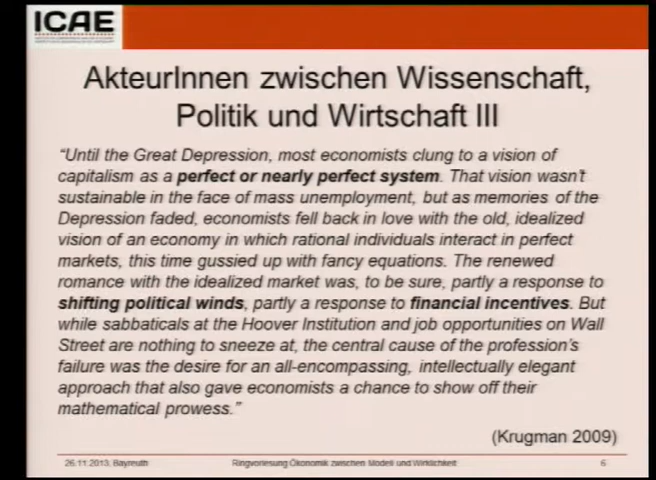 ICAE
AkteurInnen zwischen Wissenschaft,
Politik und Wirtschaft III
“Until the Great Depression, most economists clung to a vision of
capitalism as a perfect or nearly perfect system. That vision wasn't
sustainable in the face of mass unemployment, but as memories of the
Depression faded, economists fell back in love with the old, idealized
vision of an economy in which rational individuals interact in perfect
markets, this time gussied up with fancy equations. The renewed
romance with the idealized market was, to be sure, partly a response to
shifting political winds, partly a response to financial incentives. But
while sabbaticals at the Hoover Institution and job opportunities on Wall
Street are nothing to sneeze at, the central cause of the profession's
failure was the desire for an all-encompassing, intellectually elegant
approach that also gave economists a chance to show off their
mathematical prowess.”
(Krugman 2009)
26.11.2013, Bayreuth Ringvorlesung Ökonomik zwischen Modell und Wirklichkeit 6